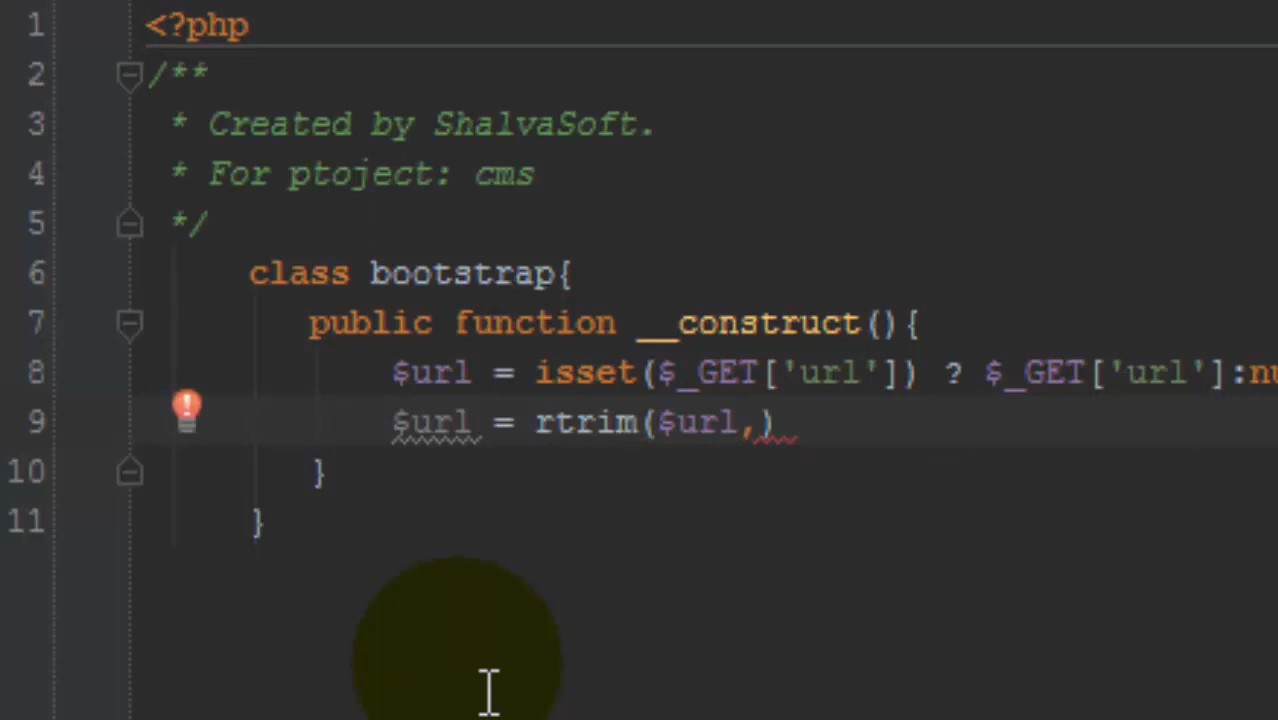 1 <?php
2 /**
3 * Created by ShalvaSoft.
4 * For ptoject: cms
5 */
6 class bootstrap{
7 public function __construct(){
8 $url = isset($_GET['url']) ? $_GET['url']:nu
9 $url = rtrim($url,)
10 }
11 }